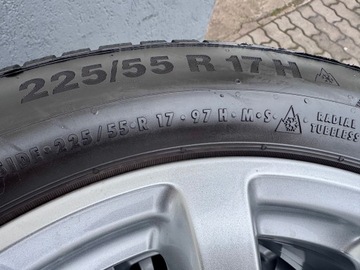 225/55 R 17 H
225/55·R 17·97 H·M·S·
RADIAL
TUBELESS